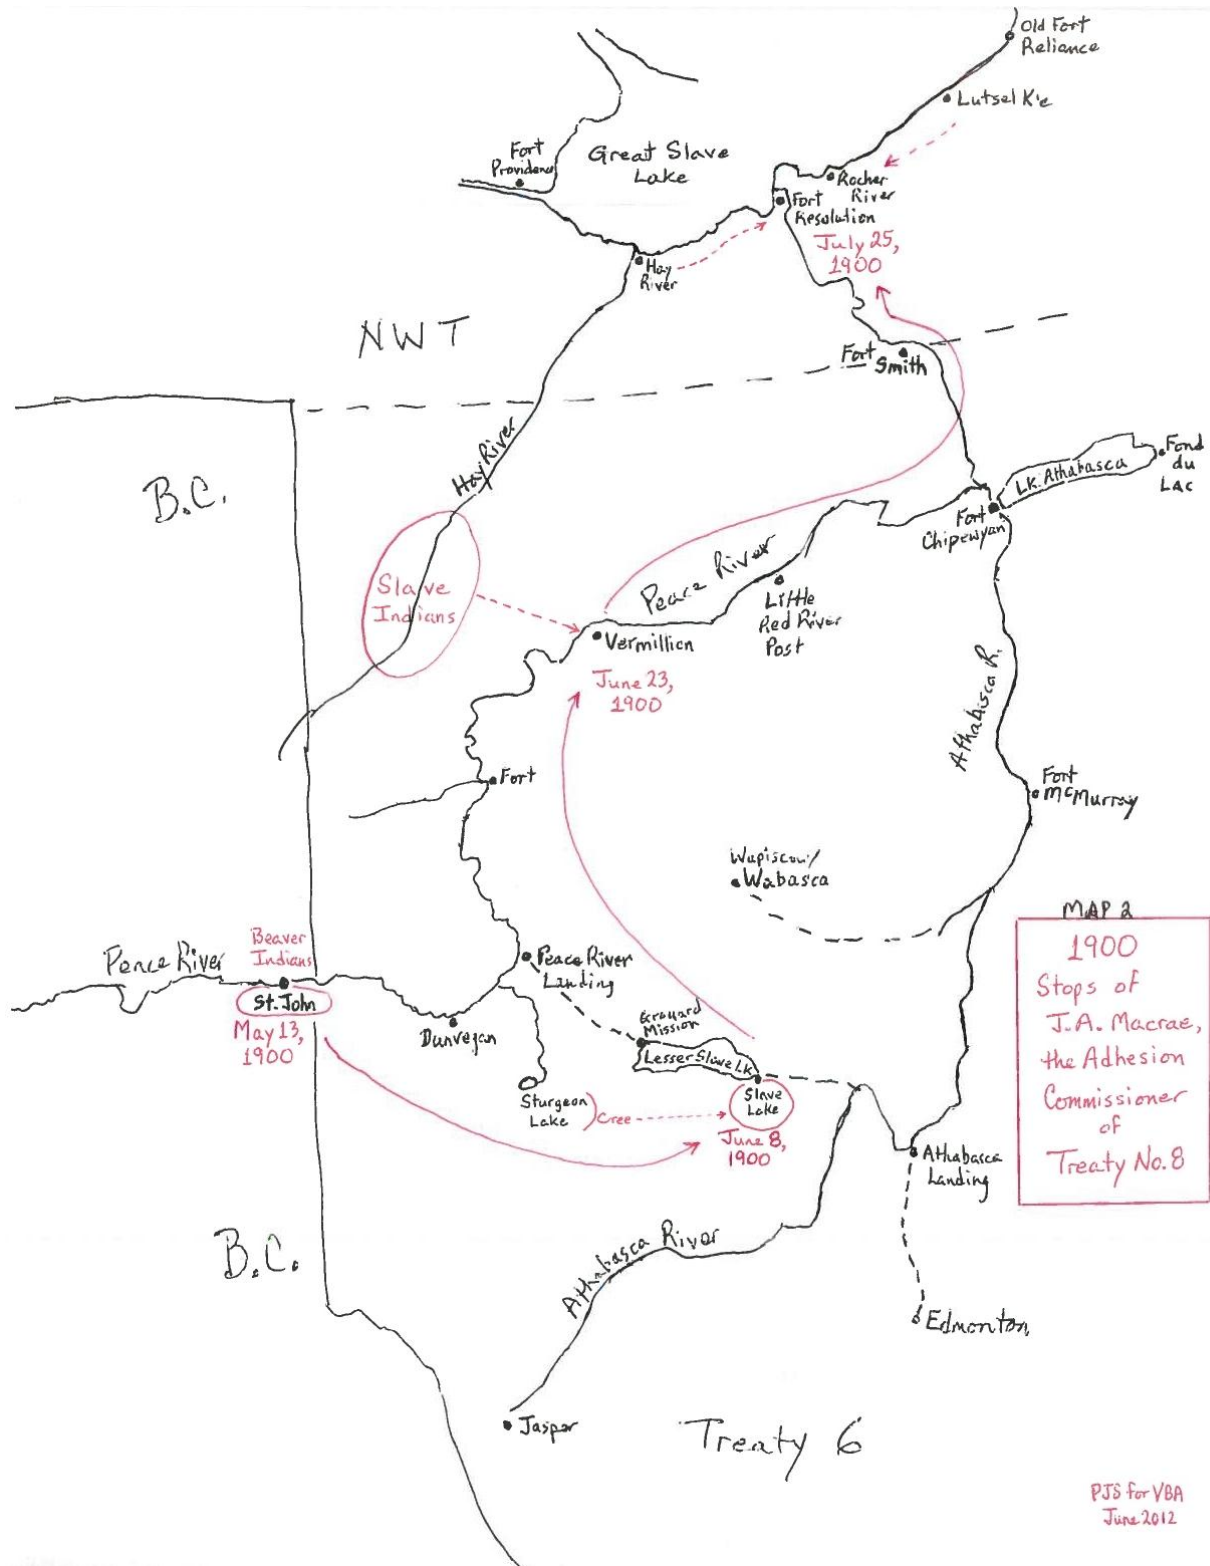 Old Fort
Reliance
Lutsel K'e
Fort
Providence
Great Slave
Lake
Rocher
River
Fort
Resolution
July 25,
1900
Hay
River
NWT
Fort
Smith
Hay River
B.C.
Lk. Athabasca
Fond
du
Lac
Fort
Chipewyan
Slave
Indians
Peace River
Little
Red River
Post
Vermillion
June 23,
1900
Athabisca R.
Fort
Fort
McMurray
Wapiscow/
Wabasca
MAP 2
1900
Stops of
J.A. Macrae,
the Adhesion
Commissioner
of
Treaty No. 8
Peace River
Beaver
Indians
St. John
May 13,
1900
Peace River
Landing
Dunvegan
Grouard
Mission
Lesser Slave Lk.
Sturgeon
Lake
Cree
Slave
Lake
June 8,
1900
Athabasca
Landing
B.C.
Athabasca River
Edmonton
Jasper
Treaty 6
PJS for VBA
June 2012